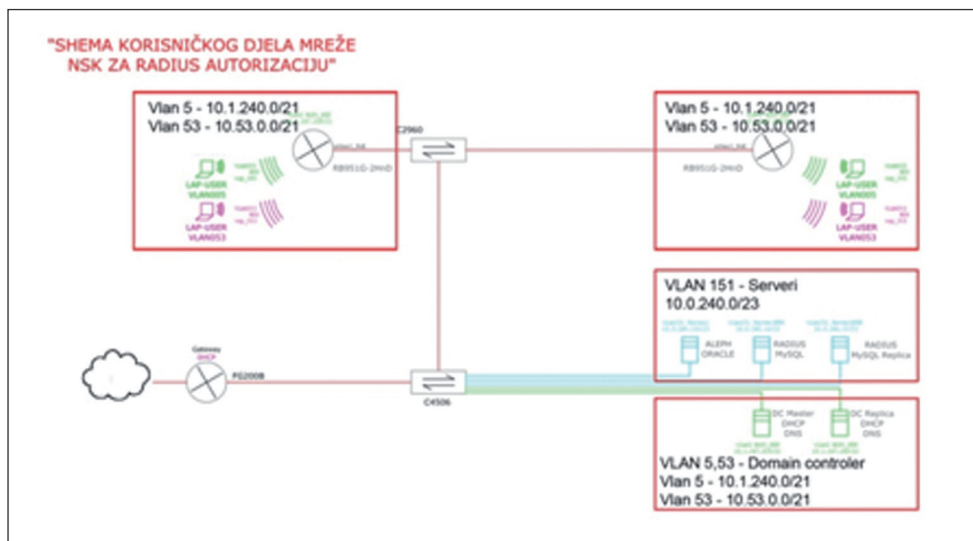 "SHEMA KORISNIČKOG DJELA MREŽE
NSK ZA RADIUS AUTORIZACIJU"
Vlan 5 - 10.1.240.0/21
Vlan 53 - 10.53.0.0/21
RB951G-2HnD
LAP-USER
VLAN005
LAP-USER
VLAN053
C2960
Vlan 5 - 10.1.240.0/21
Vlan 53 - 10.53.0.0/21
RB951G-2HnD
LAP-USER
VLAN005
LAP-USER
VLAN053
VLAN 151 - Serveri
10.0.240.0/23
ALEPH
ORACLE
RADIUS
MySQL
RADIUS
MySQL Replica
Gateway
DHCP
FG200B
C4506
DC Master
DHCP
DNS
DC Replica
DHCP
DNS
VLAN 5,53 - Domain controler
Vlan 5 - 10.1.240.0/21
Vlan 53 - 10.53.0.0/21